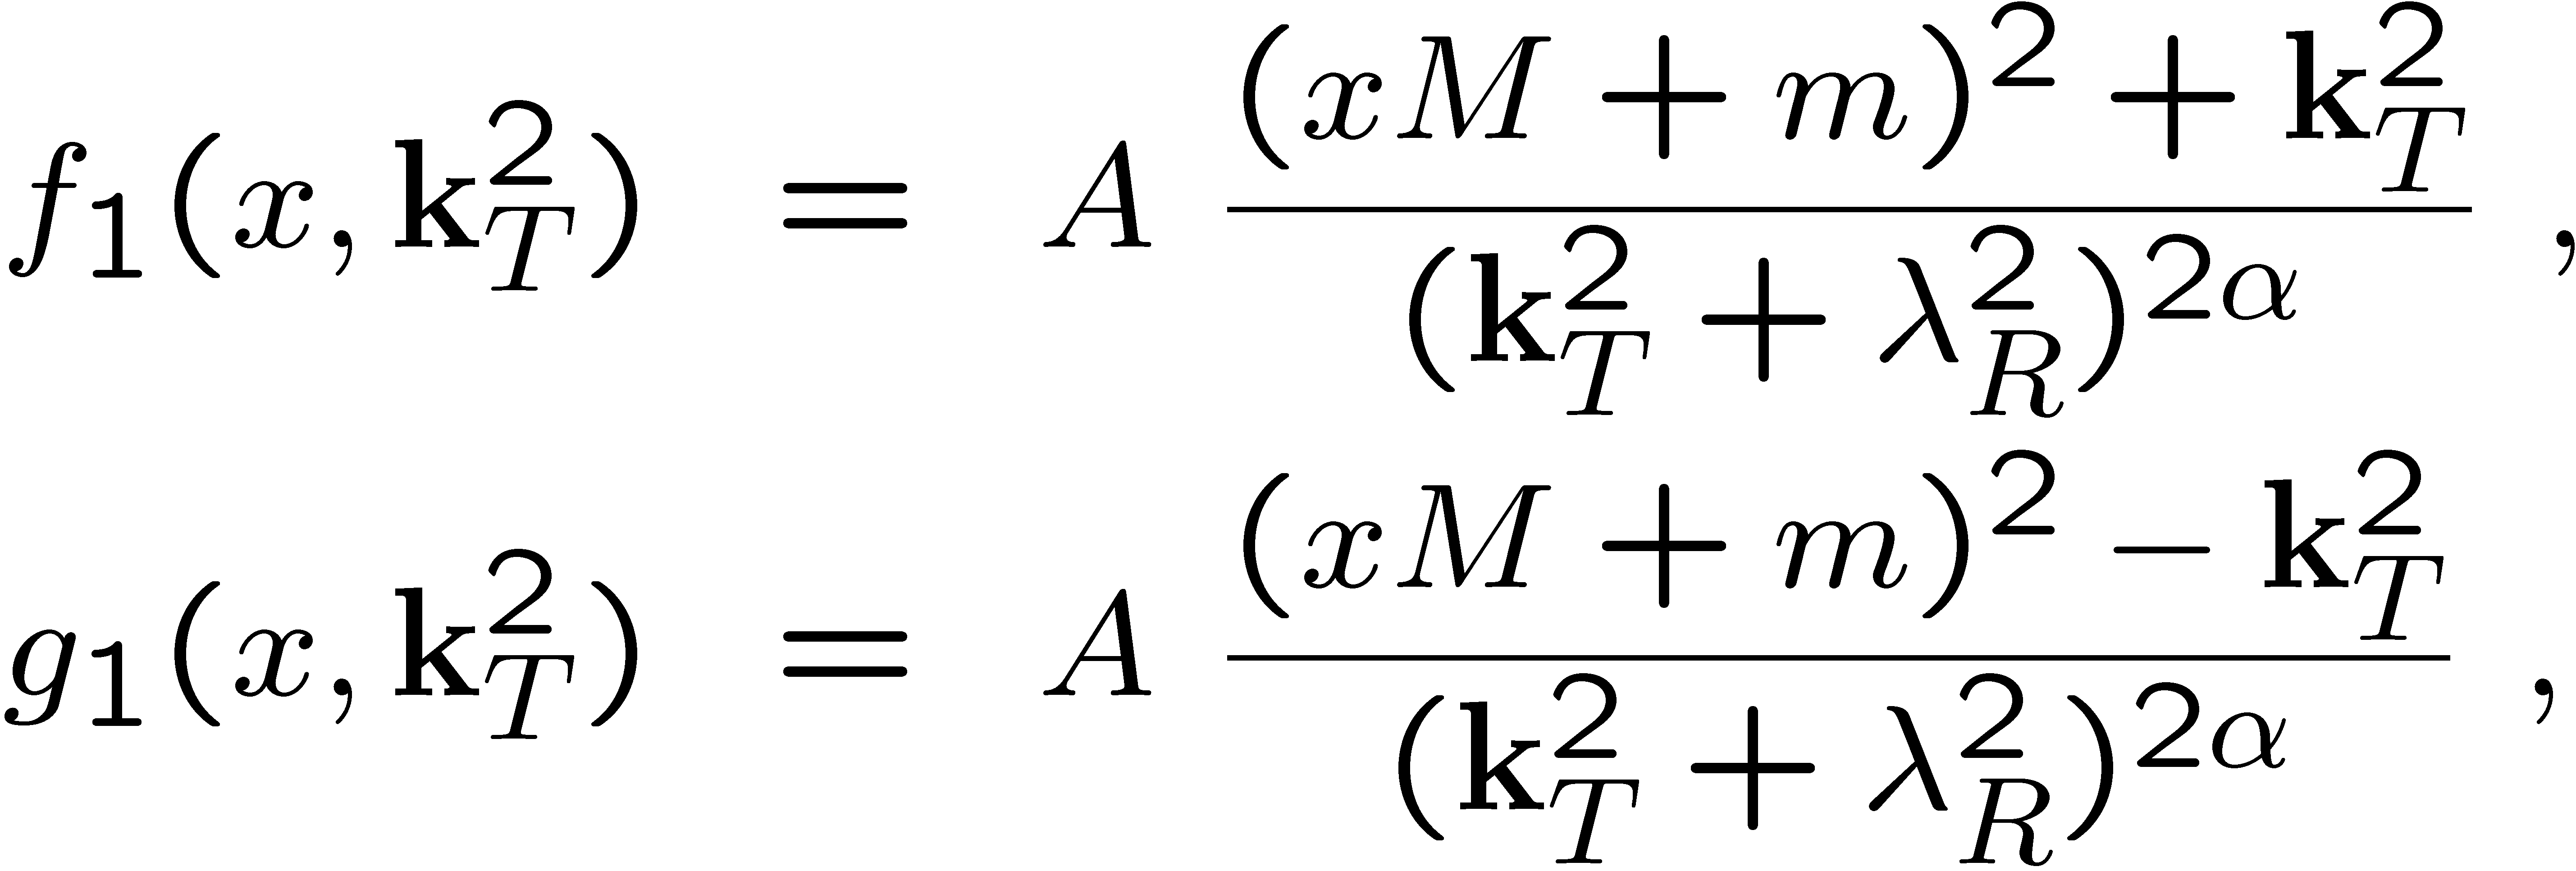 f_1(x, \mathbf{k}_T^2) = A \frac{(xM + m)^2 + \mathbf{k}_T^2}{(\mathbf{k}_T^2 + \lambda_R^2)^{2\alpha}} ,
g_1(x, \mathbf{k}_T^2) = A \frac{(xM + m)^2 - \mathbf{k}_T^2}{(\mathbf{k}_T^2 + \lambda_R^2)^{2\alpha}} ,